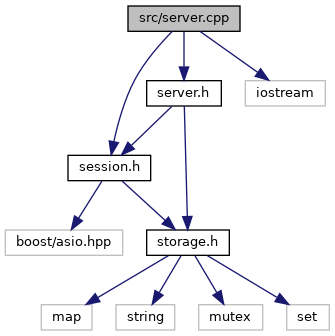 src/server.cpp
server.h
iostream
session.h
boost/asio.hpp
storage.h
map
string
mutex
set